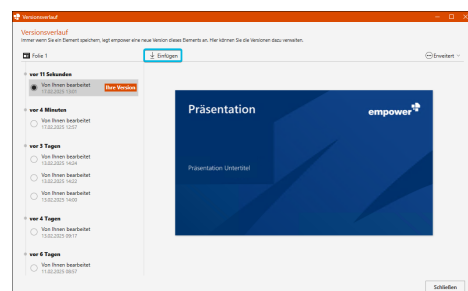 Versionsverlauf
Versionsverlauf
Immer wenn Sie ein Element speichern, legt empower eine neue Version dieses Elements an. Hier können Sie die Versionen dazu verwalten.
Folie 1
Einfügen
Erweitert
vor 11 Sekunden
Von Ihnen bearbeitet
17.02.2025 13:01
Ihre Version
vor 4 Minuten
Von Ihnen bearbeitet
17.02.2025 12:57
vor 3 Tagen
Von Ihnen bearbeitet
13.02.2025 14:24
Von Ihnen bearbeitet
13.02.2025 14:22
Von Ihnen bearbeitet
13.02.2025 14:00
vor 4 Tagen
Von Ihnen bearbeitet
13.02.2025 09:17
vor 6 Tagen
Von Ihnen bearbeitet
11.02.2025 08:57
Präsentation
empower
Präsentation Untertitel
Schließen